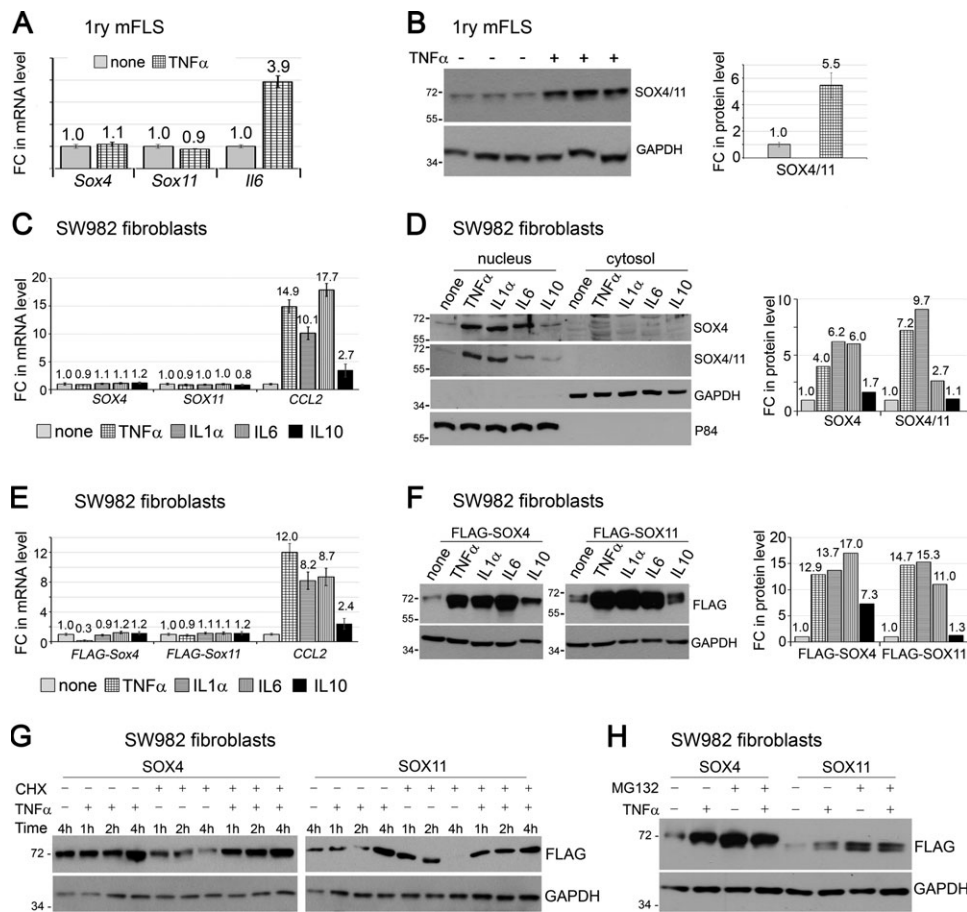 A 1ry mFLS
none TNFα
FC in mRNA level
1.0 1.1 1.0 0.9 1.0 3.9
Sox4 Sox11 Il6
B 1ry mFLS
TNFα - - - + + +
72- SOX4/11
34- GAPDH
FC in protein level
6
4
2
0
1.0 5.5
SOX4/11
C SW982 fibroblasts
FC in mRNA level
20
15
10
5
0
1.0 0.9 1.1 1.1 1.2 1.0 0.9 1.0 1.0 0.8 14.9 10.1 17.7 2.7
SOX4 SOX11 CCL2
none TNFα IL1α IL6 IL10
D SW982 fibroblasts
nucleus cytosol
none TNFα IL1α IL6 IL10 none TNFα IL1α IL6 IL10
72- SOX4
55-
72- SOX4/11
55-
34- GAPDH
72- P84
55-
FC in protein level
10
8
6
4
2
0
1.0 4.0 6.2 6.0 1.7 1.0 7.2 9.7 2.7 1.1
SOX4 SOX4/11
E SW982 fibroblasts
FC in mRNA level
12
8
4
0
1.0 0.3 0.9 1.2 1.2 1.0 0.9 1.1 1.1 1.2 12.0 8.2 8.7 2.4
FLAG-Sox4 FLAG-Sox11 CCL2
none TNFα IL1α IL6 IL10
F SW982 fibroblasts
FLAG-SOX4 FLAG-SOX11
none TNFα IL1α IL6 IL10 none TNFα IL1α IL6 IL10
72- 72- FLAG
55- 55-
34- 34- GAPDH
FC in protein level
20
15
10
5
0
1.0 12.9 13.7 17.0 7.3 1.0 14.7 15.3 11.0 1.3
FLAG-SOX4 FLAG-SOX11
G SW982 fibroblasts
SOX4 SOX11
CHX - - - - + + + + + + - - - - + + + + + +
TNFα - + + + - - - + + + - + + + - - - + + +
Time 4h 1h 2h 4h 1h 2h 4h 1h 2h 4h 4h 1h 2h 4h 1h 2h 4h 1h 2h 4h
72 - FLAG
34 - GAPDH
H SW982 fibroblasts
SOX4 SOX11
MG132 - - + + - - + +
TNFα - + - + - + - +
72 - FLAG
34 - GAPDH